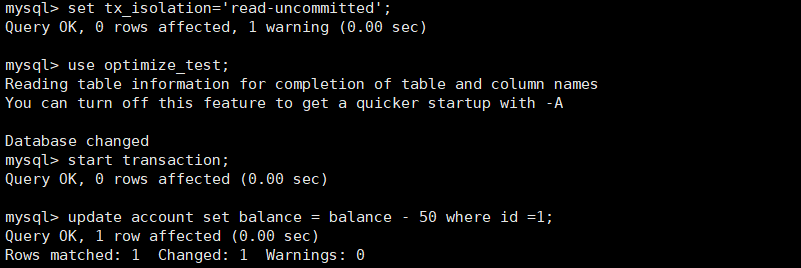 mysql> set tx_isolation='read-uncommitted';
Query OK, 0 rows affected, 1 warning (0.00 sec)
mysql> use optimize_test;
Reading table information for completion of table and column names
You can turn off this feature to get a quicker startup with -A
Database changed
mysql> start transaction;
Query OK, 0 rows affected (0.00 sec)
mysql> update account set balance = balance - 50 where id =1;
Query OK, 1 row affected (0.00 sec)
Rows matched: 1  Changed: 1  Warnings: 0